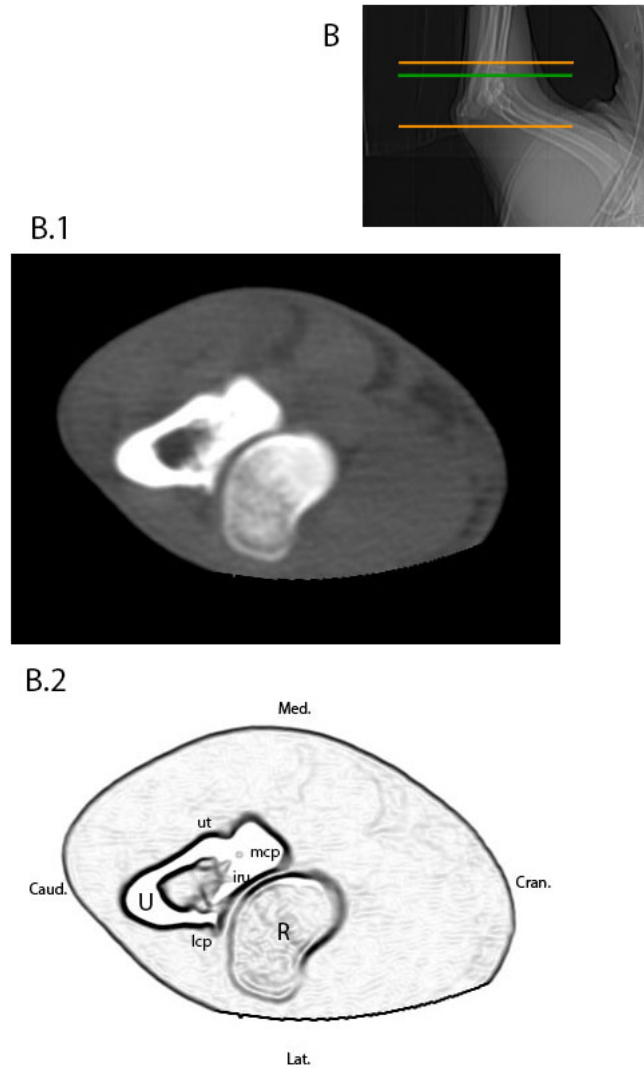 B
B.1
B.2
Med.
ut
mcp
iru
Caud.
Cran.
U
R
lcp
Lat.